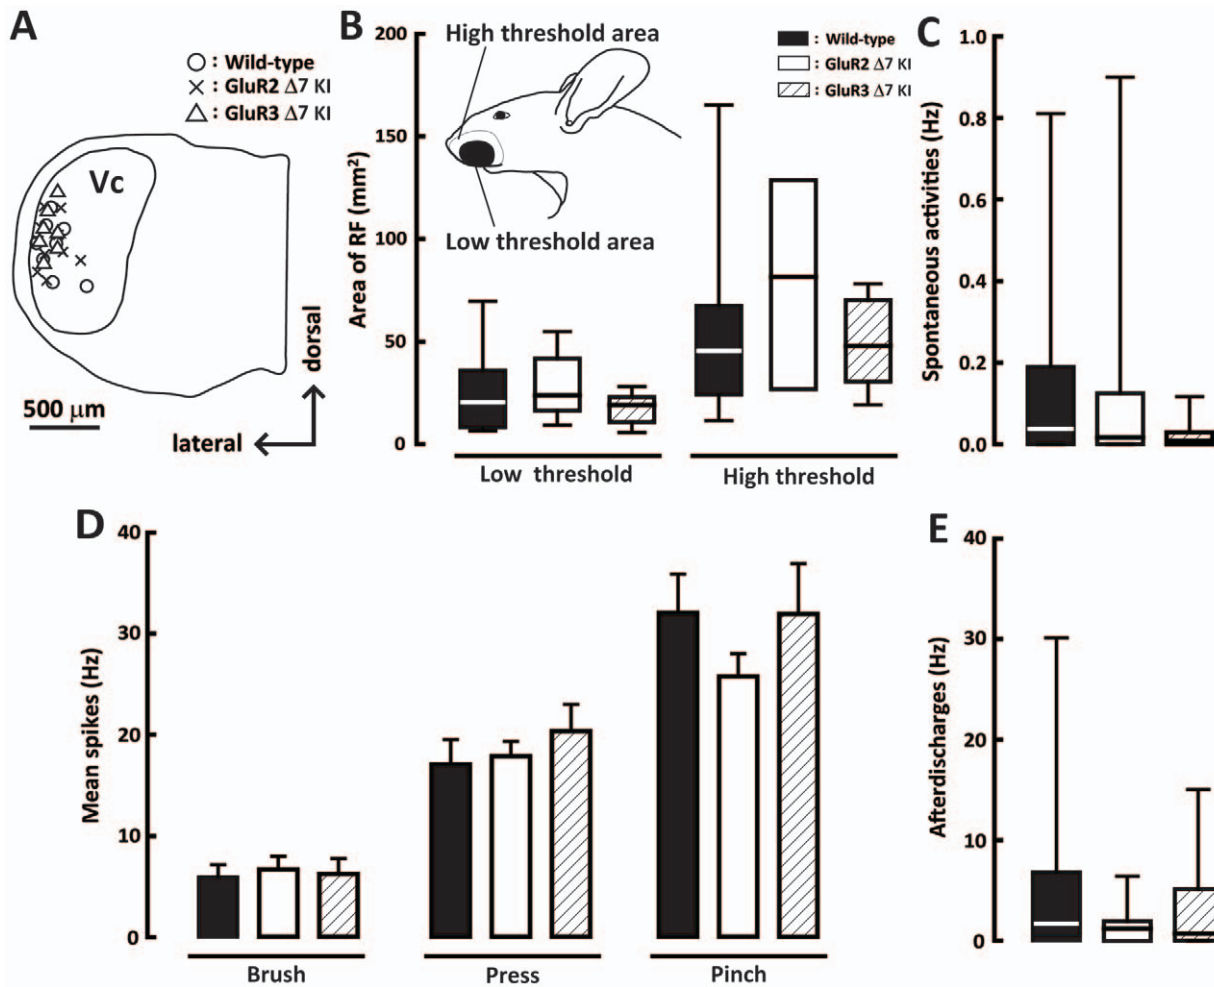 A
○ : Wild-type
× : GluR2 Δ7 KI
△ : GluR3 Δ7 KI
Vc
500 μm
dorsal
lateral
B
Area of RF (mm²)
200
150
100
50
0
High threshold area
Low threshold area
: Wild-type
: GluR2 Δ7 KI
: GluR3 Δ7 KI
Low threshold
High threshold
C
Spontaneous activities (Hz)
1.0
0.8
0.6
0.4
0.2
0.0
D
Mean spikes (Hz)
40
30
20
10
0
Brush
Press
Pinch
E
Afterdischarges (Hz)
40
30
20
10
0